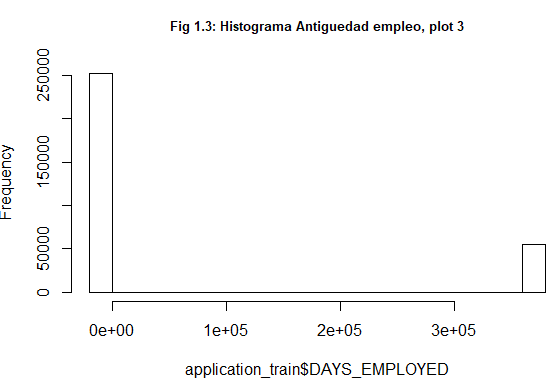 Fig 1.3: Histograma Antiguedad empleo, plot 3
Frequency
250000
150000
50000
0
0e+00 1e+05 2e+05 3e+05
application_train$DAYS_EMPLOYED